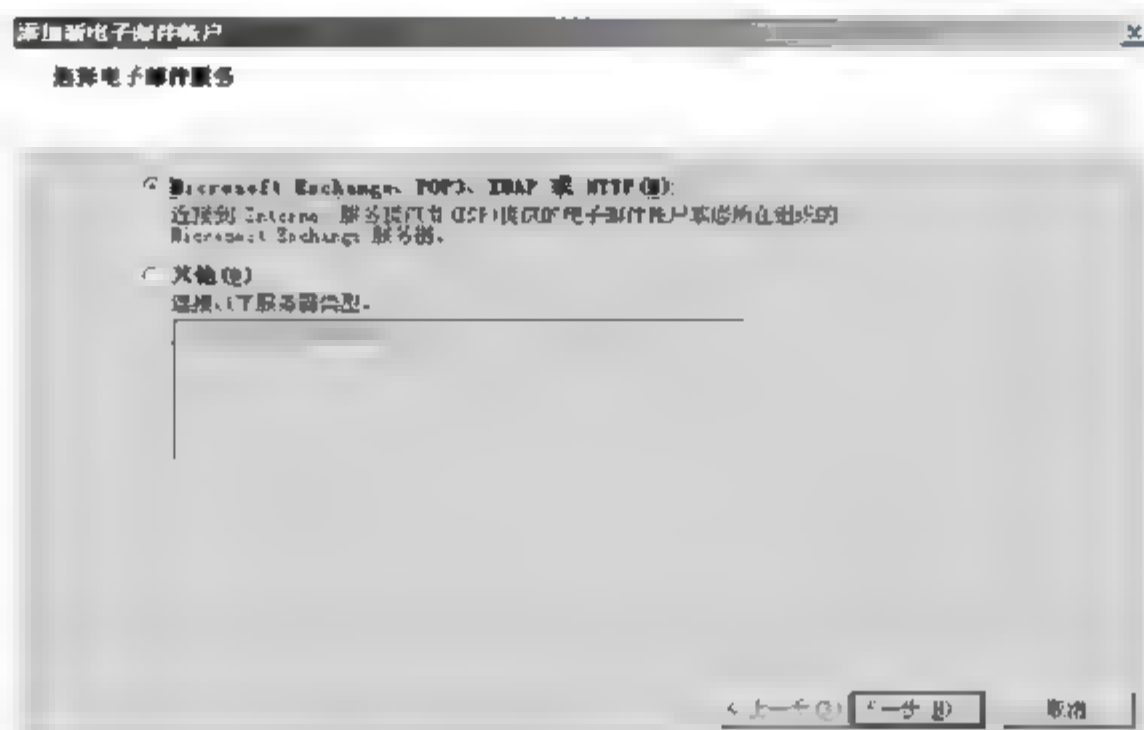 添加新电子邮件帐户
选择电子邮件服务
Microsoft Exchange、POP3、IMAP 或 HTTP(M)
连接到 Internet 服务提供商 (ISP) 提供的电子邮件帐户或您所在组织的
Microsoft Exchange 服务器。
其他(O)
连接以下服务器类型。
< 上一步(B)
一步(N)
取消